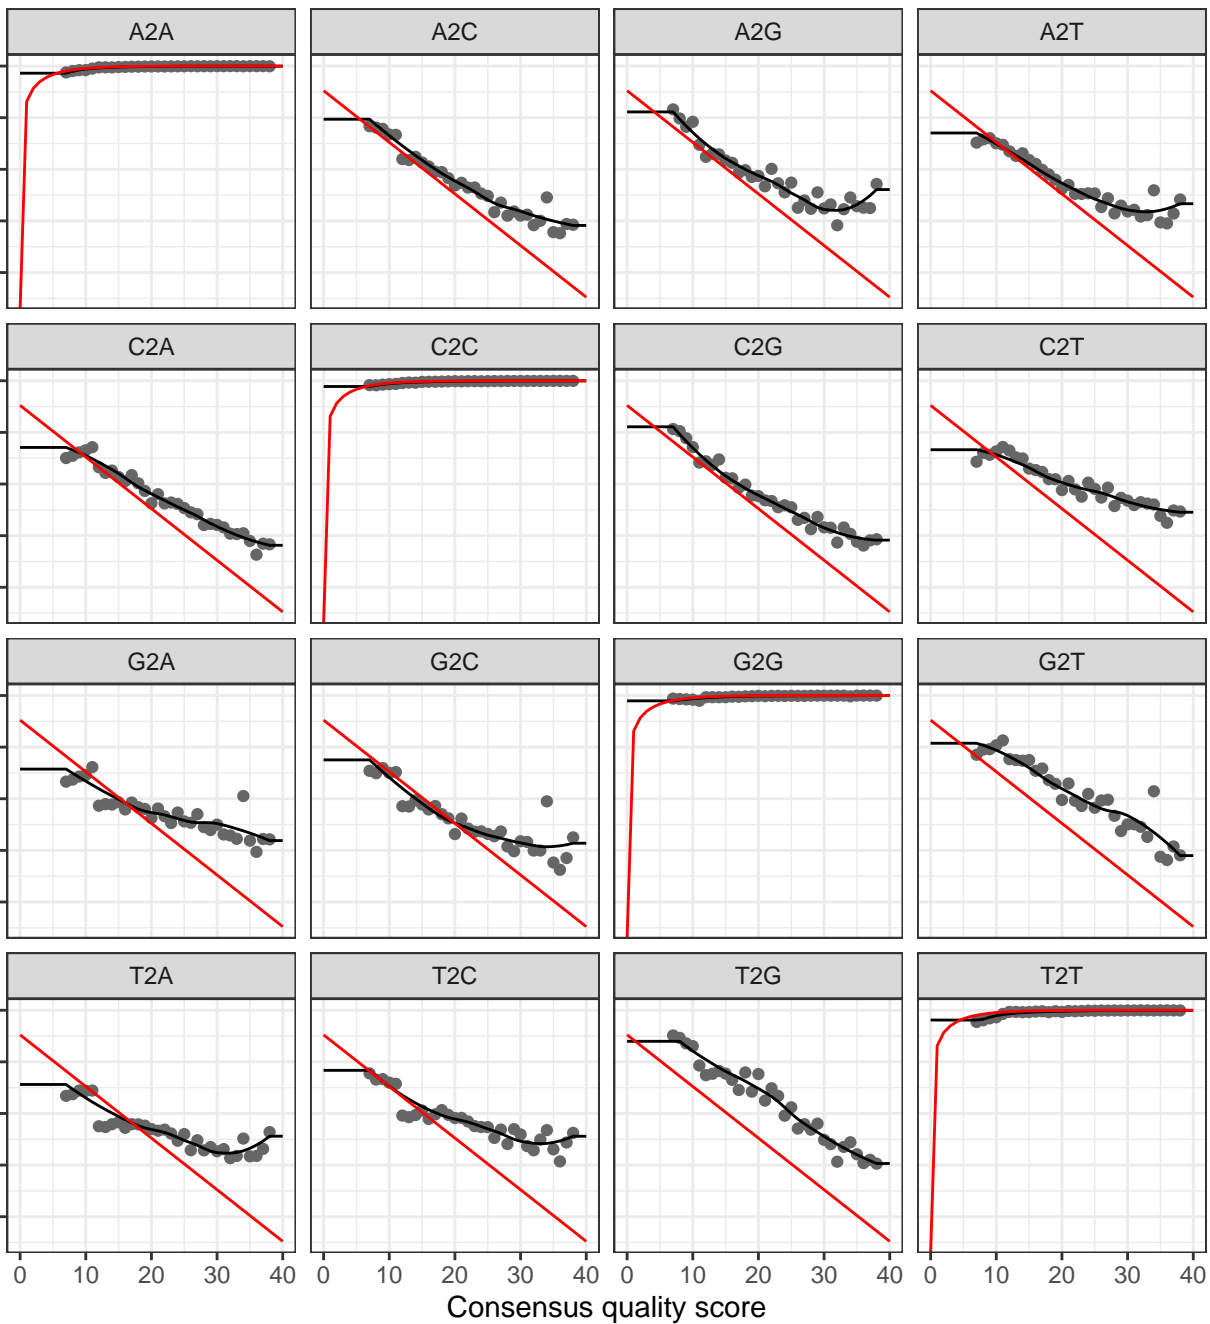 A2A A2C A2G A2T
C2A C2C C2G C2T
G2A G2C G2G G2T
T2A T2C T2G T2T
0 10 20 30 40 0 10 20 30 40 0 10 20 30 40 0 10 20 30 40
Consensus quality score